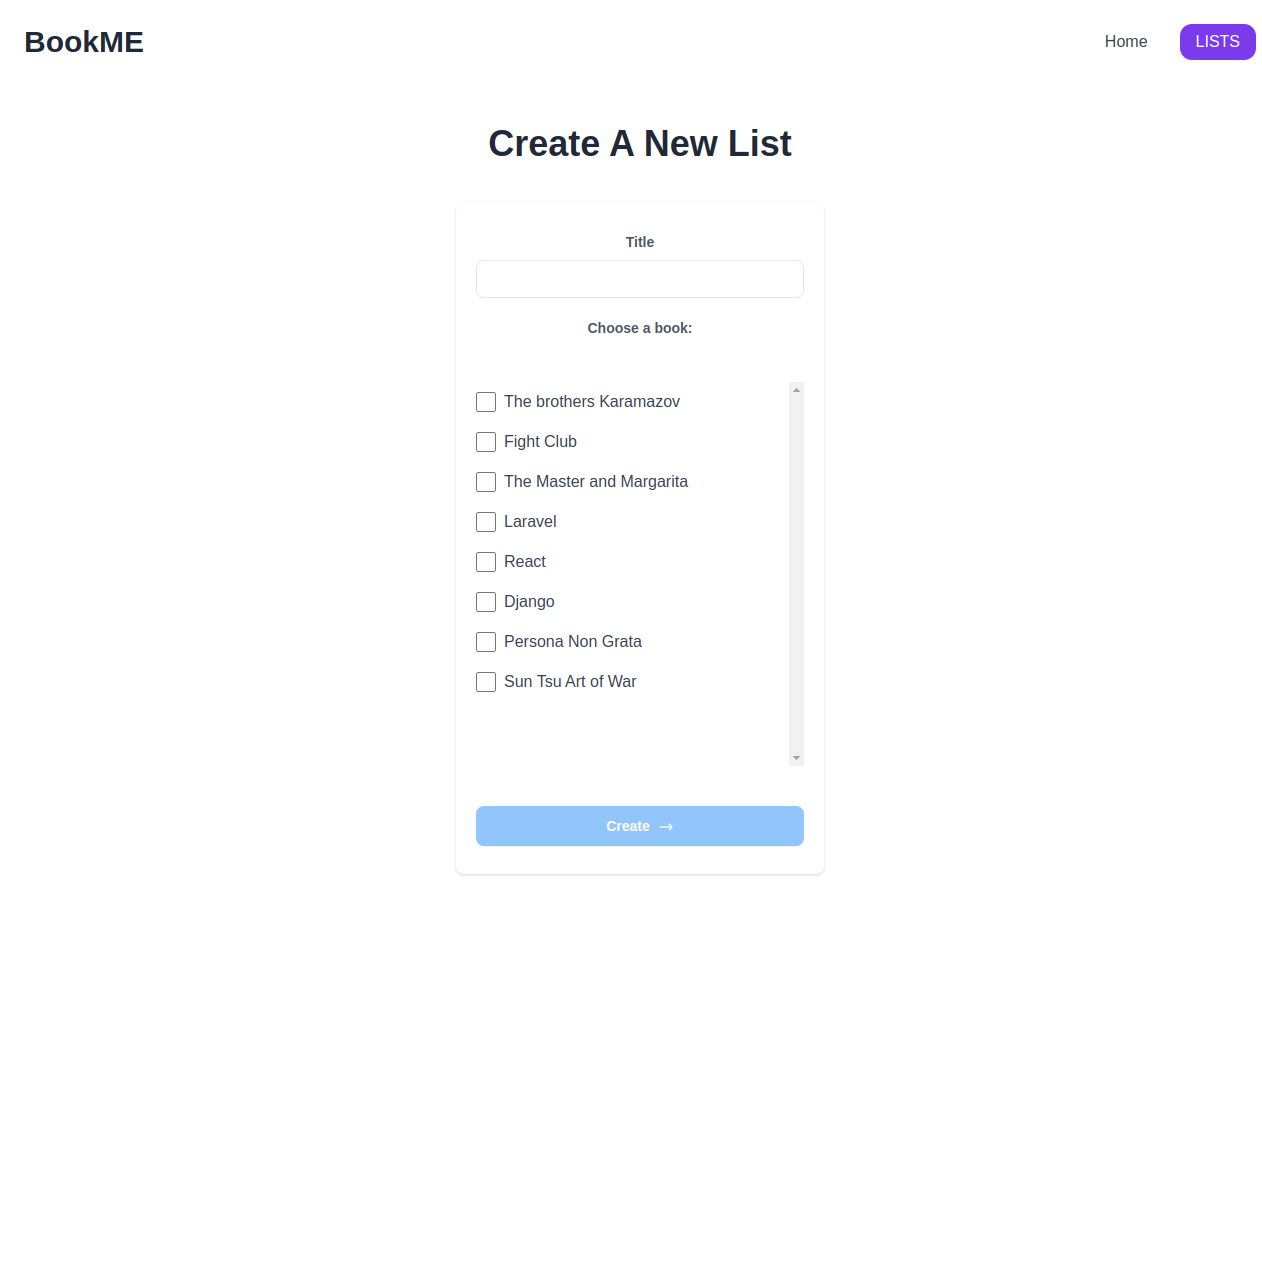 BookME
Home
LISTS
Create A New List
Title
Choose a book:
The brothers Karamazov
Fight Club
The Master and Margarita
Laravel
React
Django
Persona Non Grata
Sun Tsu Art of War
Create →